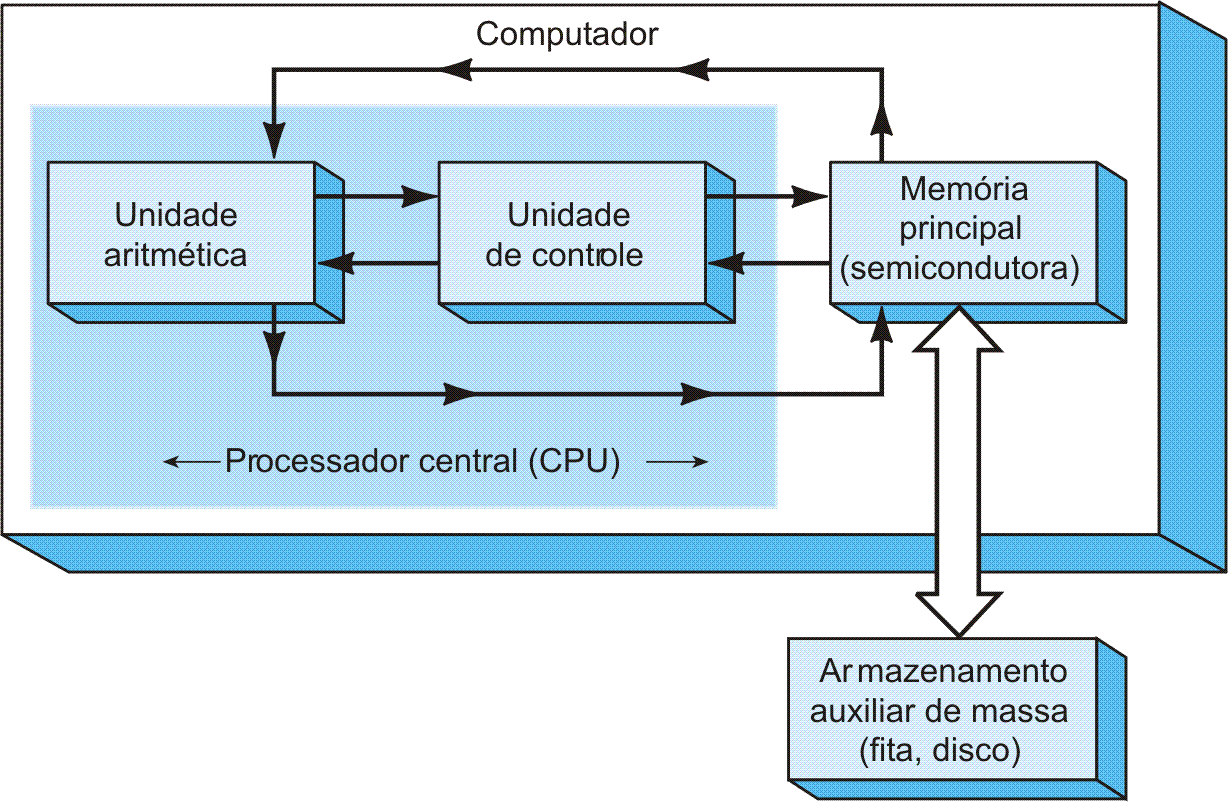 Computador
Unidade
aritmética
Unidade
de controle
Memória
principal
(semicondutora)
Processador central (CPU)
Armazenamento
auxiliar de massa
(fita, disco)